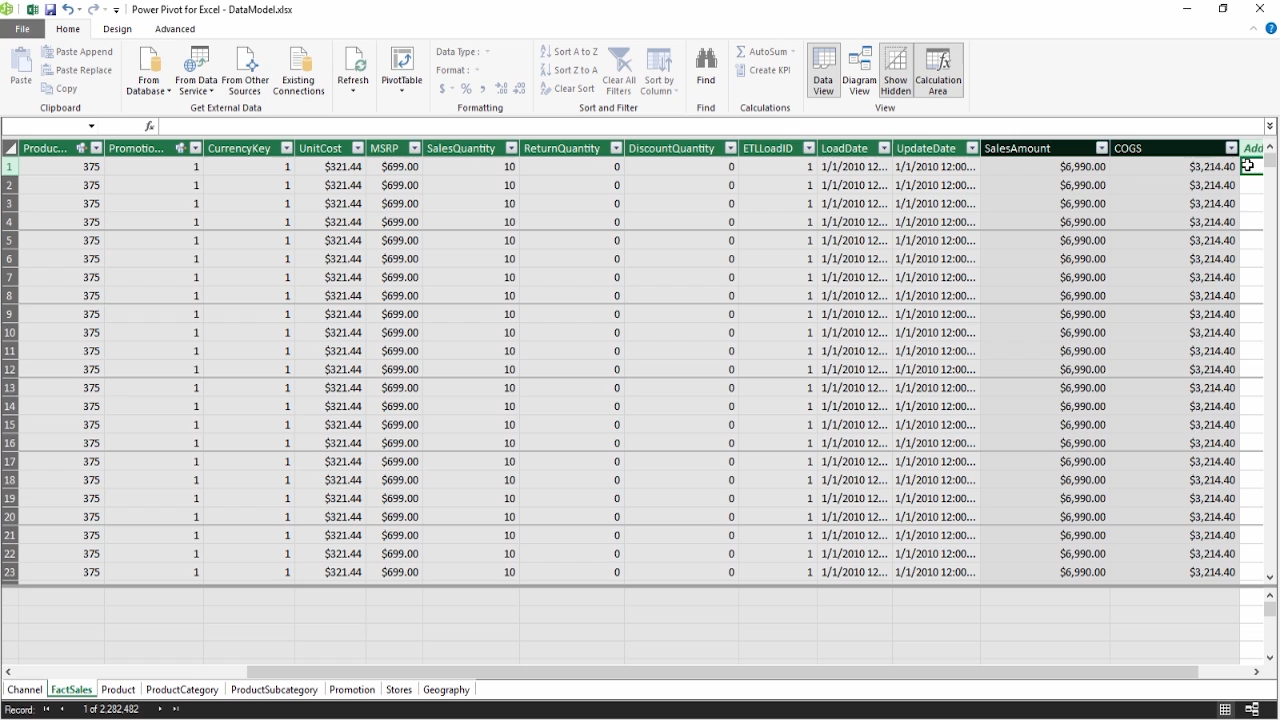 Power Pivot for Excel - DataModel.xlsx
File Home Design Advanced
Paste Paste Append Paste Replace Copy Clipboard
From Database From Data Service From Other Sources Existing Connections Get External Data
Refresh PivotTable
Data Type : Format : $ % , .00 Formatting
Sort A to Z Sort Z to A Clear Sort Clear All Filters Sort by Column Sort and Filter
Find Find
AutoSum Create KPI Calculations
Data View Diagram View Show Hidden Calculation Area View
fx
Produc... Promotio... CurrencyKey UnitCost MSRP SalesQuantity ReturnQuantity DiscountQuantity ETLLoadID LoadDate UpdateDate SalesAmount COGS Add
1 375 1 1 $321.44 $699.00 10 0 0 1 1/1/2010 12... 1/1/2010 12:00... $6,990.00 $3,214.40
2 375 1 1 $321.44 $699.00 10 0 0 1 1/1/2010 12... 1/1/2010 12:00... $6,990.00 $3,214.40
3 375 1 1 $321.44 $699.00 10 0 0 1 1/1/2010 12... 1/1/2010 12:00... $6,990.00 $3,214.40
4 375 1 1 $321.44 $699.00 10 0 0 1 1/1/2010 12... 1/1/2010 12:00... $6,990.00 $3,214.40
5 375 1 1 $321.44 $699.00 10 0 0 1 1/1/2010 12... 1/1/2010 12:00... $6,990.00 $3,214.40
6 375 1 1 $321.44 $699.00 10 0 0 1 1/1/2010 12... 1/1/2010 12:00... $6,990.00 $3,214.40
7 375 1 1 $321.44 $699.00 10 0 0 1 1/1/2010 12... 1/1/2010 12:00... $6,990.00 $3,214.40
8 375 1 1 $321.44 $699.00 10 0 0 1 1/1/2010 12... 1/1/2010 12:00... $6,990.00 $3,214.40
9 375 1 1 $321.44 $699.00 10 0 0 1 1/1/2010 12... 1/1/2010 12:00... $6,990.00 $3,214.40
10 375 1 1 $321.44 $699.00 10 0 0 1 1/1/2010 12... 1/1/2010 12:00... $6,990.00 $3,214.40
11 375 1 1 $321.44 $699.00 10 0 0 1 1/1/2010 12... 1/1/2010 12:00... $6,990.00 $3,214.40
12 375 1 1 $321.44 $699.00 10 0 0 1 1/1/2010 12... 1/1/2010 12:00... $6,990.00 $3,214.40
13 375 1 1 $321.44 $699.00 10 0 0 1 1/1/2010 12... 1/1/2010 12:00... $6,990.00 $3,214.40
14 375 1 1 $321.44 $699.00 10 0 0 1 1/1/2010 12... 1/1/2010 12:00... $6,990.00 $3,214.40
15 375 1 1 $321.44 $699.00 10 0 0 1 1/1/2010 12... 1/1/2010 12:00... $6,990.00 $3,214.40
16 375 1 1 $321.44 $699.00 10 0 0 1 1/1/2010 12... 1/1/2010 12:00... $6,990.00 $3,214.40
17 375 1 1 $321.44 $699.00 10 0 0 1 1/1/2010 12... 1/1/2010 12:00... $6,990.00 $3,214.40
18 375 1 1 $321.44 $699.00 10 0 0 1 1/1/2010 12... 1/1/2010 12:00... $6,990.00 $3,214.40
19 375 1 1 $321.44 $699.00 10 0 0 1 1/1/2010 12... 1/1/2010 12:00... $6,990.00 $3,214.40
20 375 1 1 $321.44 $699.00 10 0 0 1 1/1/2010 12... 1/1/2010 12:00... $6,990.00 $3,214.40
21 375 1 1 $321.44 $699.00 10 0 0 1 1/1/2010 12... 1/1/2010 12:00... $6,990.00 $3,214.40
22 375 1 1 $321.44 $699.00 10 0 0 1 1/1/2010 12... 1/1/2010 12:00... $6,990.00 $3,214.40
23 375 1 1 $321.44 $699.00 10 0 0 1 1/1/2010 12... 1/1/2010 12:00... $6,990.00 $3,214.40
Channel FactSales Product ProductCategory ProductSubcategory Promotion Stores Geography
Record: 1 of 2,282,482